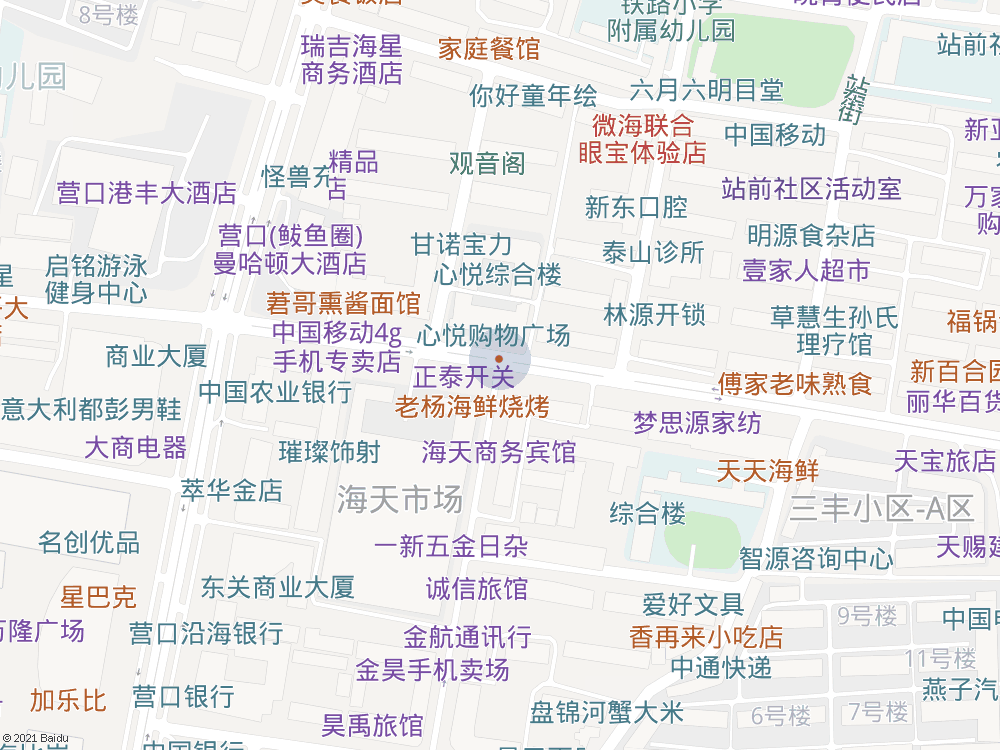 8号楼
铁路小学
附属幼儿园
瑞吉海星
商务酒店
家庭餐馆
站前
儿园
你好童年绘
六月六明目堂
站前街
微海联合
眼宝体验店
中国移动
新亚
观音阁
精品
店
怪兽充
营口港丰大酒店
站前社区活动室
万家
购
新东口腔
营口(鲅鱼圈)
曼哈顿大酒店
甘诺宝力
心悦综合楼
泰山诊所
明源食杂店
壹家人超市
启铭游泳
健身中心
星
大
店
君哥熏酱面馆
林源开锁
草慧生孙氏
理疗馆
福锅
中国移动4g
手机专卖店
心悦购物广场
商业大厦
正泰开关
中国农业银行
傅家老味熟食
新百合园
丽华百货
意大利都彭男鞋
老杨海鲜烧烤
梦思源家纺
大商电器
璀璨饰射
海天商务宾馆
天天海鲜
天宝旅店
萃华金店
海天市场
综合楼
三丰小区-A区
名创优品
一新五金日杂
智源咨询中心
天赐建
东关商业大厦
诚信旅馆
星巴克
爱好文具
9号楼
中国电
万隆广场
营口沿海银行
金航通讯行
香再来小吃店
金昊手机卖场
中通快递
11号楼
燕子汽
加乐比
营口银行
昊禹旅馆
盘锦河蟹大米
6号楼
7号楼
中国银行
© 2021 Baidu